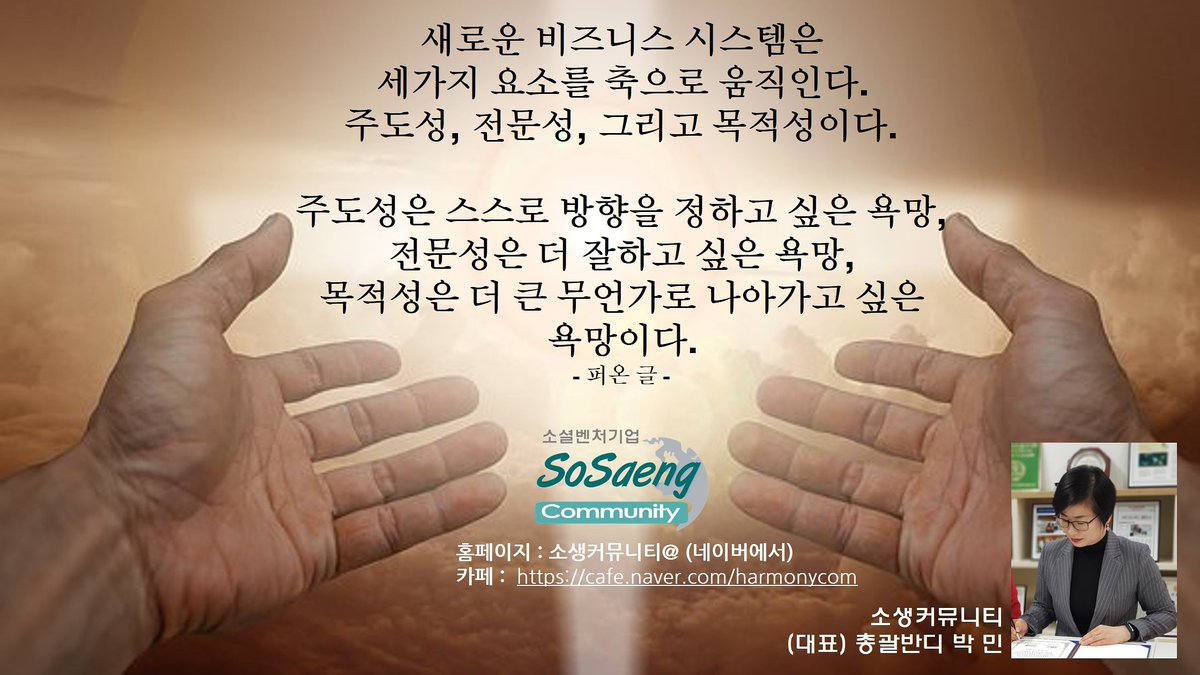 새로운 비즈니스 시스템은
세가지 요소를 축으로 움직인다.
주도성, 전문성, 그리고 목적성이다.
주도성은 스스로 방향을 정하고 싶은 욕망,
전문성은 더 잘하고 싶은 욕망,
목적성은 더 큰 무언가로 나아가고 싶은
욕망이다.
- 퍼온 글 -
소셜벤처기업
SoSaeng
Community
홈페이지 : 소생커뮤니티@ (네이버에서)
카페 : https://cafe.naver.com/harmonycom
소생커뮤니티
(대표) 총괄반디 박 민